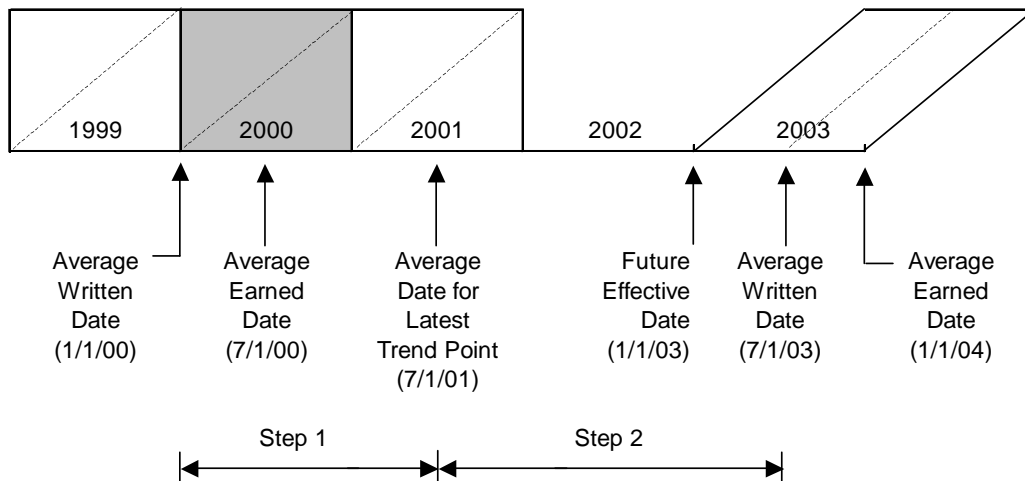 1999
2000
2001
2002
2003
Average
Written
Date
(1/1/00)
Average
Earned
Date
(7/1/00)
Average
Date for
Latest
Trend Point
(7/1/01)
Future
Effective
Date
(1/1/03)
Average
Written
Date
(7/1/03)
Average
Earned
Date
(1/1/04)
Step 1
Step 2